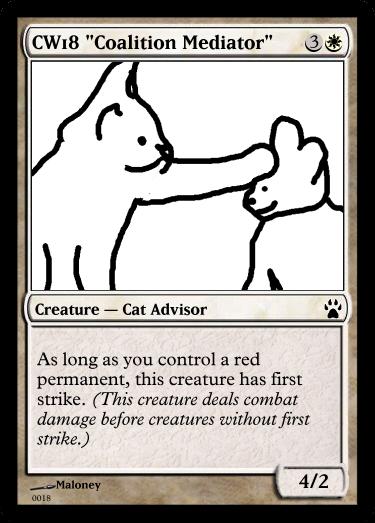 CW18 "Coalition Mediator" 3
Creature — Cat Advisor
As long as you control a red
permanent, this creature has first
strike. (This creature deals combat
damage before creatures without first
strike.)
4/2
Maloney
0018